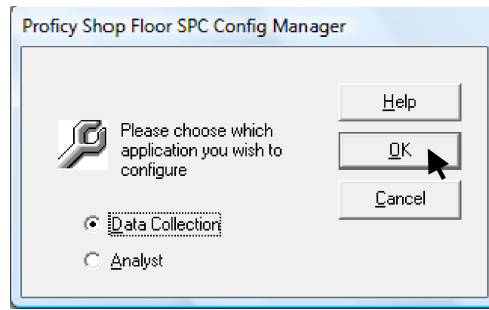 Proficy Shop Floor SPC Config Manager
Help
Please choose which
application you wish to
configure
OK
Cancel
Data Collection
Analyst